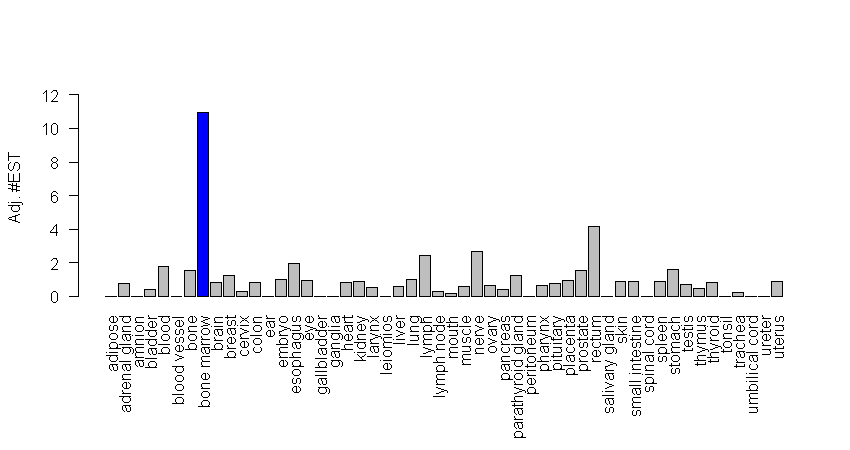 Adj. #EST
12
10
8
6
4
2
0
adipose
adrenal gland
amnion
bladder
blood
blood vessel
bone
bone marrow
brain
breast
cervix
colon
ear
embryo
esophagus
eye
gallbladder
ganglia
heart
kidney
larynx
leiomios
liver
lung
lymph
lymph node
mouth
muscle
nerve
ovary
pancreas
parathyroid gland
peritoneum
pharynx
pituitary
placenta
prostate
rectum
salivary gland
skin
small intestine
spinal cord
spleen
stomach
testis
thymus
thyroid
tonsil
trachea
umbilical cord
ureter
uterus